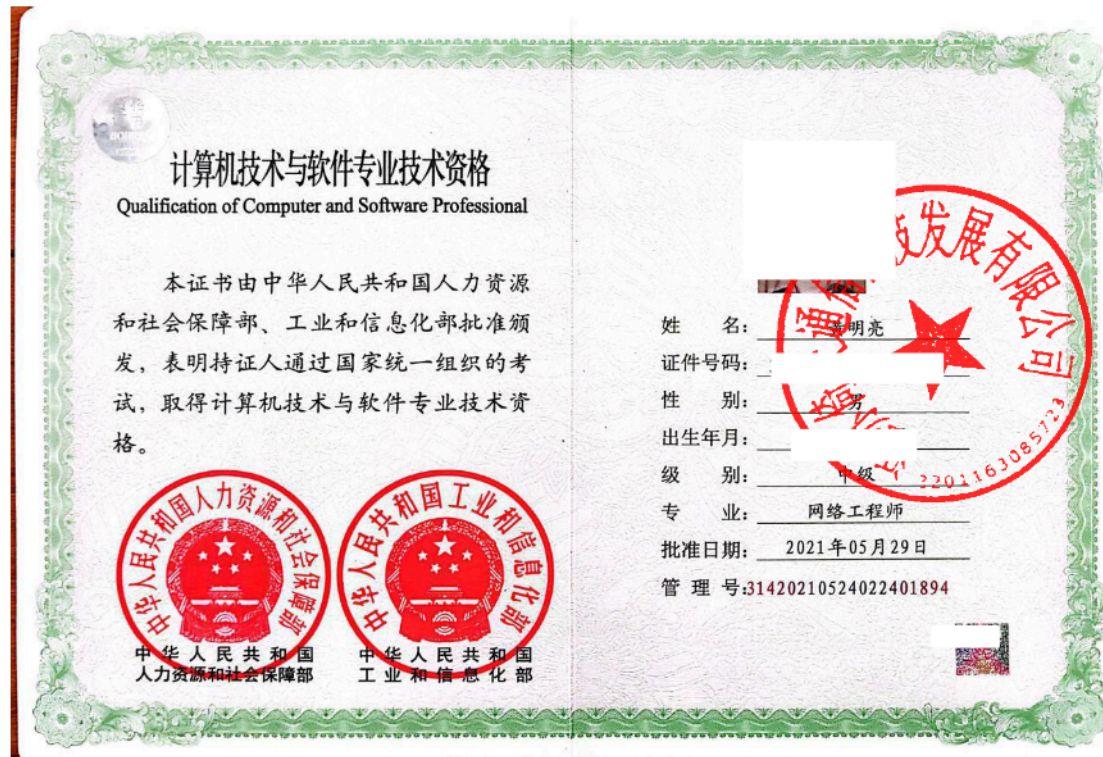 计算机技术与软件专业技术资格
Qualification of Computer and Software Professional
本证书由中华人民共和国人力资源
和社会保障部、工业和信息化部批准颁
发，表明持证人通过国家统一组织的考
试，取得计算机技术与软件专业技术资
格。
中华人民共和国人力资源和社会保障部
中华人民共和国工业和信息化部
中华人民共和国
人力资源和社会保障部
中华人民共和国
工业和信息化部
发展有限公司
2201163085723
姓 名：明亮
证件号码：
性 别：男
出生年月：
级 别：中级
专 业：网络工程师
批准日期：2021年05月29日
管 理 号:31420210524022401894